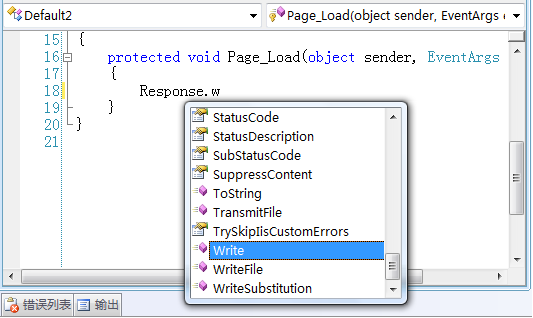 Default2 Page_Load(object sender, EventArgs e
15 {
16 protected void Page_Load(object sender, EventArgs
17 {
18 Response.w
19 }
20 }
21
StatusCode
StatusDescription
SubStatusCode
SuppressContent
ToString
TransmitFile
TrySkipIisCustomErrors
Write
WriteFile
WriteSubstitution
错误列表 输出